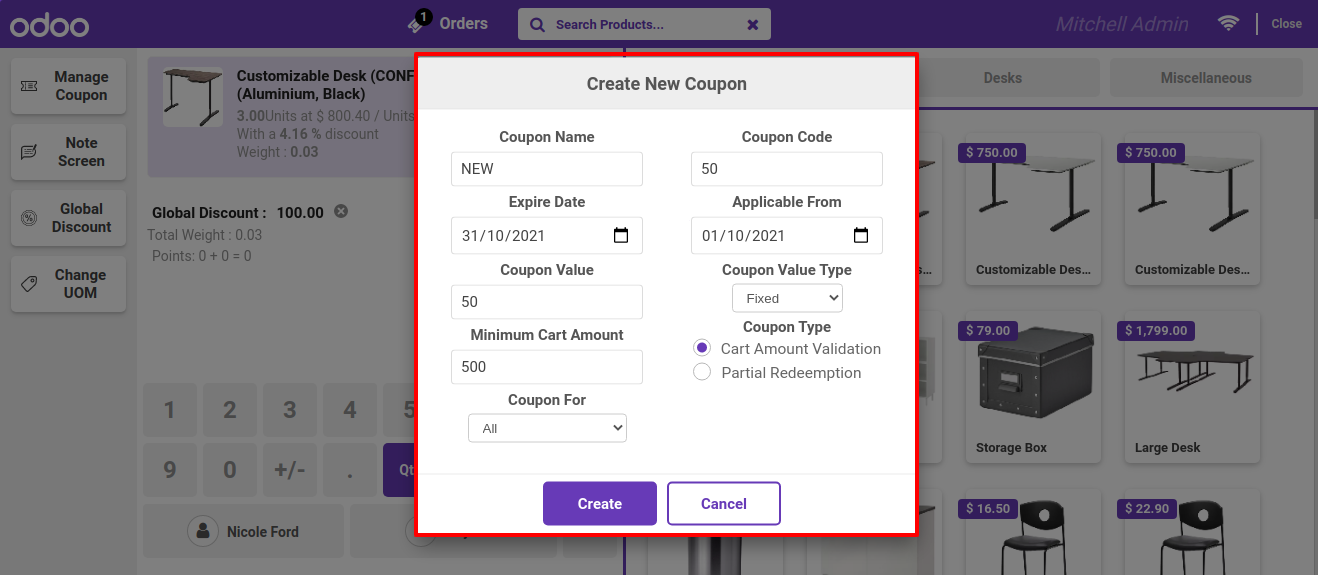 odoo
1
Orders
Search Products...
Mitchell Admin
Close
Manage
Coupon
Note
Screen
Global
Discount
Change
UOM
Customizable Desk (CONF
(Aluminium, Black)
3.00Units at $ 800.40 / Units
With a 4.16 % discount
Weight : 0.03
Global Discount : 100.00
Total Weight : 0.03
Points: 0 + 0 = 0
1 2 3 4 5
9 0 +/- . Qt
Nicole Ford
Create New Coupon
Coupon Name
NEW
Coupon Code
50
Expire Date
31/10/2021
Applicable From
01/10/2021
Coupon Value
50
Coupon Value Type
Fixed
Minimum Cart Amount
500
Coupon Type
Cart Amount Validation
Partial Redeemption
Coupon For
All
Create
Cancel
Desks
Miscellaneous
$ 750.00
$ 750.00
s...
Customizable Des...
Customizable Des...
$ 79.00
$ 1,799.00
Storage Box
Large Desk
$ 16.50
$ 22.90